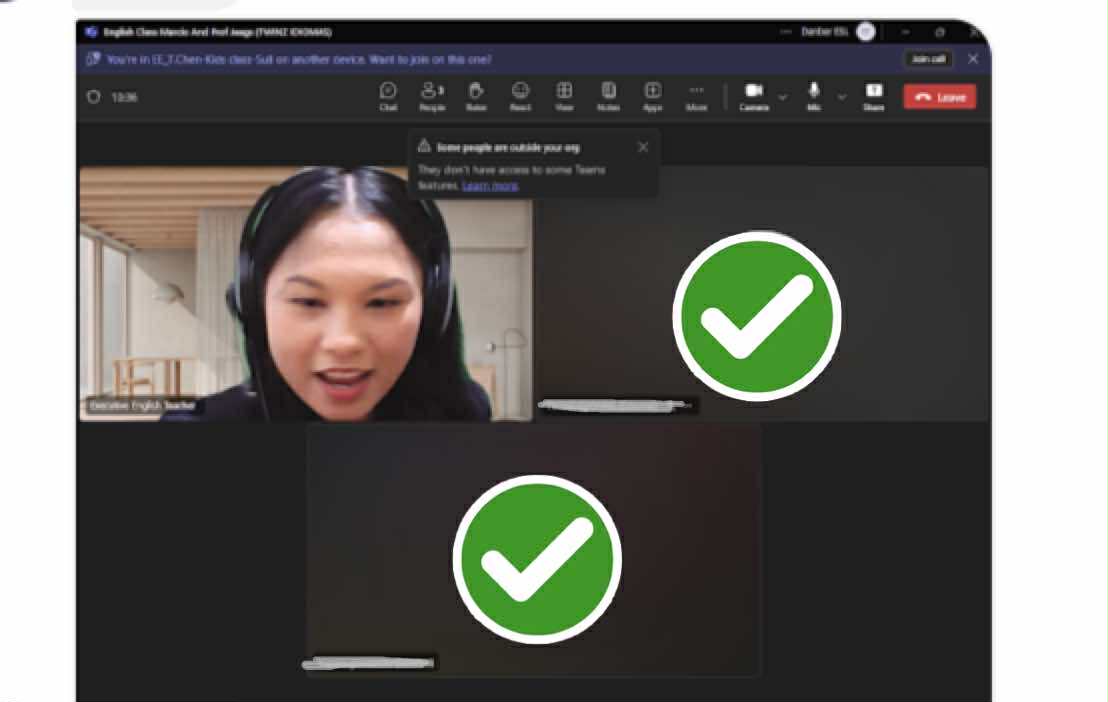 English Class Marcio And Prof Jeago (TWINZ IDIOMAS)
You're in EE_T.Chen-Kids class-Sull on another device. Want to join on this one?
Join call
13:36
Chat
People
3
Raise
React
View
Notes
Apps
More
Camera
Mic
Share
Leave
Some people are outside your org
They don't have access to some Teams
features. Learn more.
Executive English Teacher